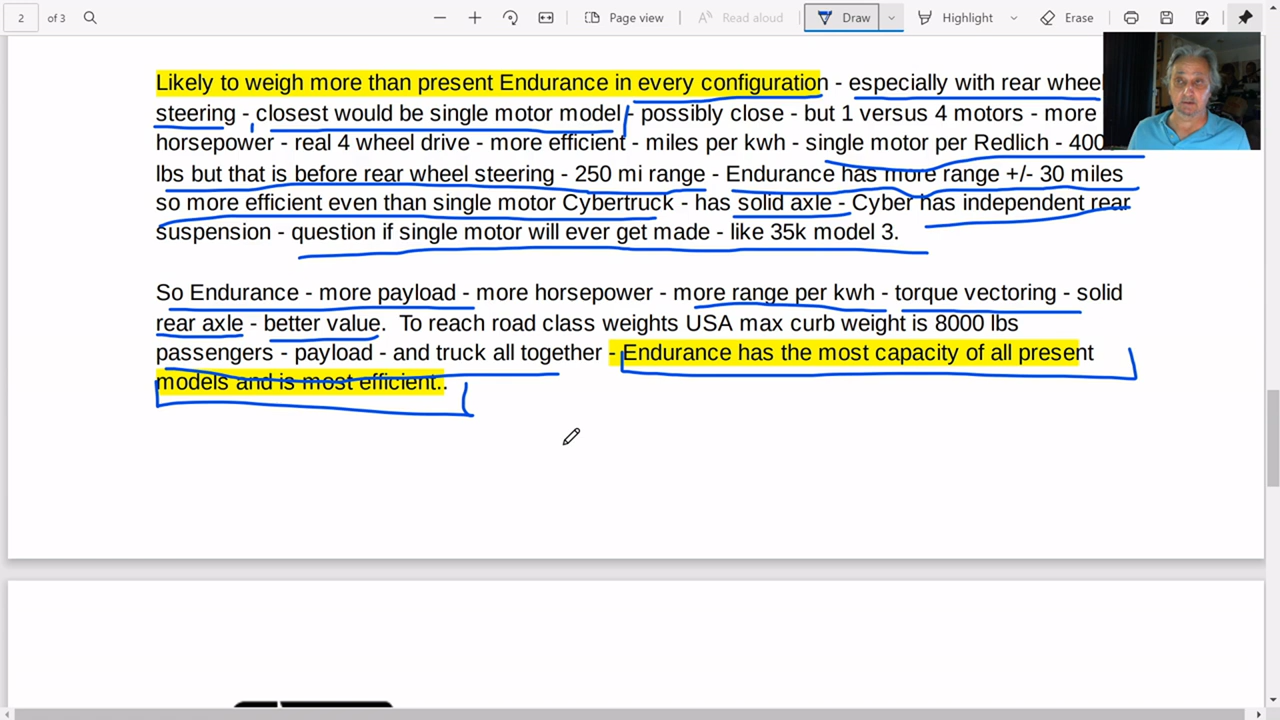 2 of 3 Page view Read aloud Draw Highlight Erase
Likely to weigh more than present Endurance in every configuration - especially with rear wheel
steering - closest would be single motor model - possibly close - but 1 versus 4 motors - more
horsepower - real 4 wheel drive - more efficient - miles per kwh - single motor per Redlich - 400
lbs but that is before rear wheel steering - 250 mi range - Endurance has more range +/- 30 miles
so more efficient even than single motor Cybertruck - has solid axle - Cyber has independent rear
suspension - question if single motor will ever get made - like 35k model 3.
So Endurance - more payload - more horsepower - more range per kwh - torque vectoring - solid
rear axle - better value. To reach road class weights USA max curb weight is 8000 lbs
passengers - payload - and truck all together - Endurance has the most capacity of all present
models and is most efficient..